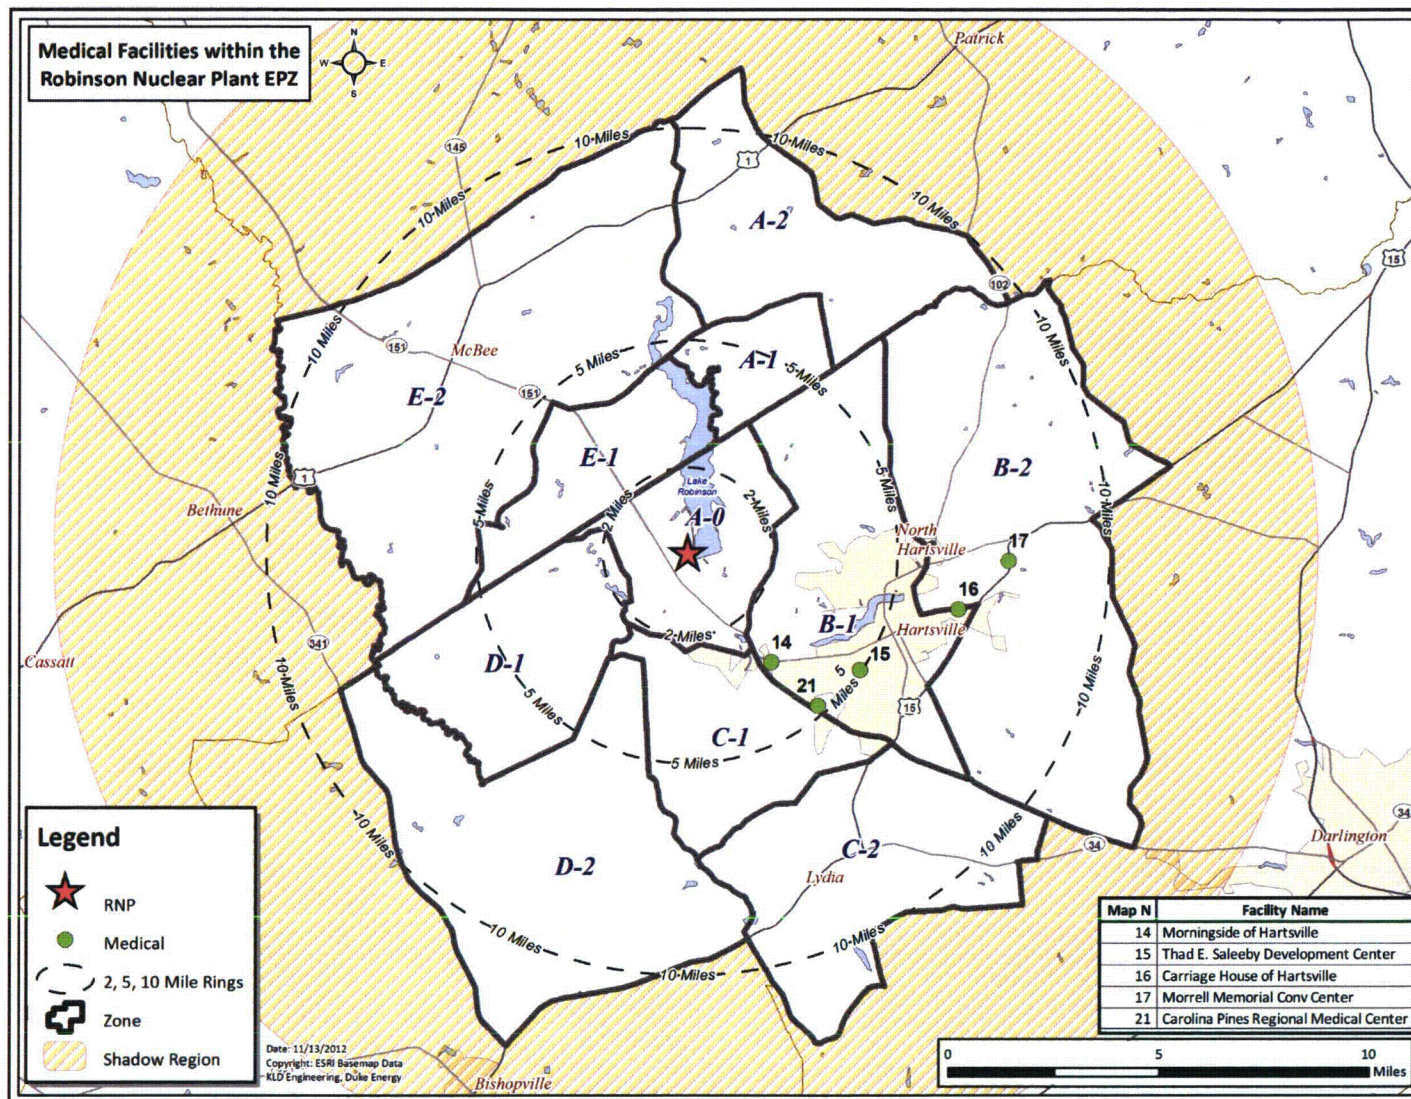 Medical Facilities within the
Robinson Nuclear Plant EPZ
N
W E
S
Patrick
145
10 Miles
1
10 Miles
10 Miles
10 Miles
A-2
15
102
10 Miles
10 Miles
151
McBee
5 Miles
A-1
5 Miles
151
E-2
E-1
B-2
5 Miles
10 Miles
1
10 Miles
Lake
Robinson
2 Miles
2 Miles
A-0
5 Miles
Bethune
North
Hartsville
17
16
B-1
Hartsville
2 Miles
341
Cassatt
14
15
D-1
10 Miles
5
Miles
21
5 Miles
15
10 Miles
C-1
5 Miles
10 Miles
10 Miles
34
34
Darlington
C-2
D-2
Lydia
10 Miles
10 Miles
10 Miles
Legend
RNP
Medical
2, 5, 10 Mile Rings
Zone
Shadow Region
Date: 11/13/2012
Copyright: ESRI Basemap Data
KLD Engineering, Duke Energy
Bishopville
Map N Facility Name
14 Morningside of Hartsville
15 Thad E. Saleeby Development Center
16 Carriage House of Hartsville
17 Morrell Memorial Conv Center
21 Carolina Pines Regional Medical Center
0 5 10
Miles